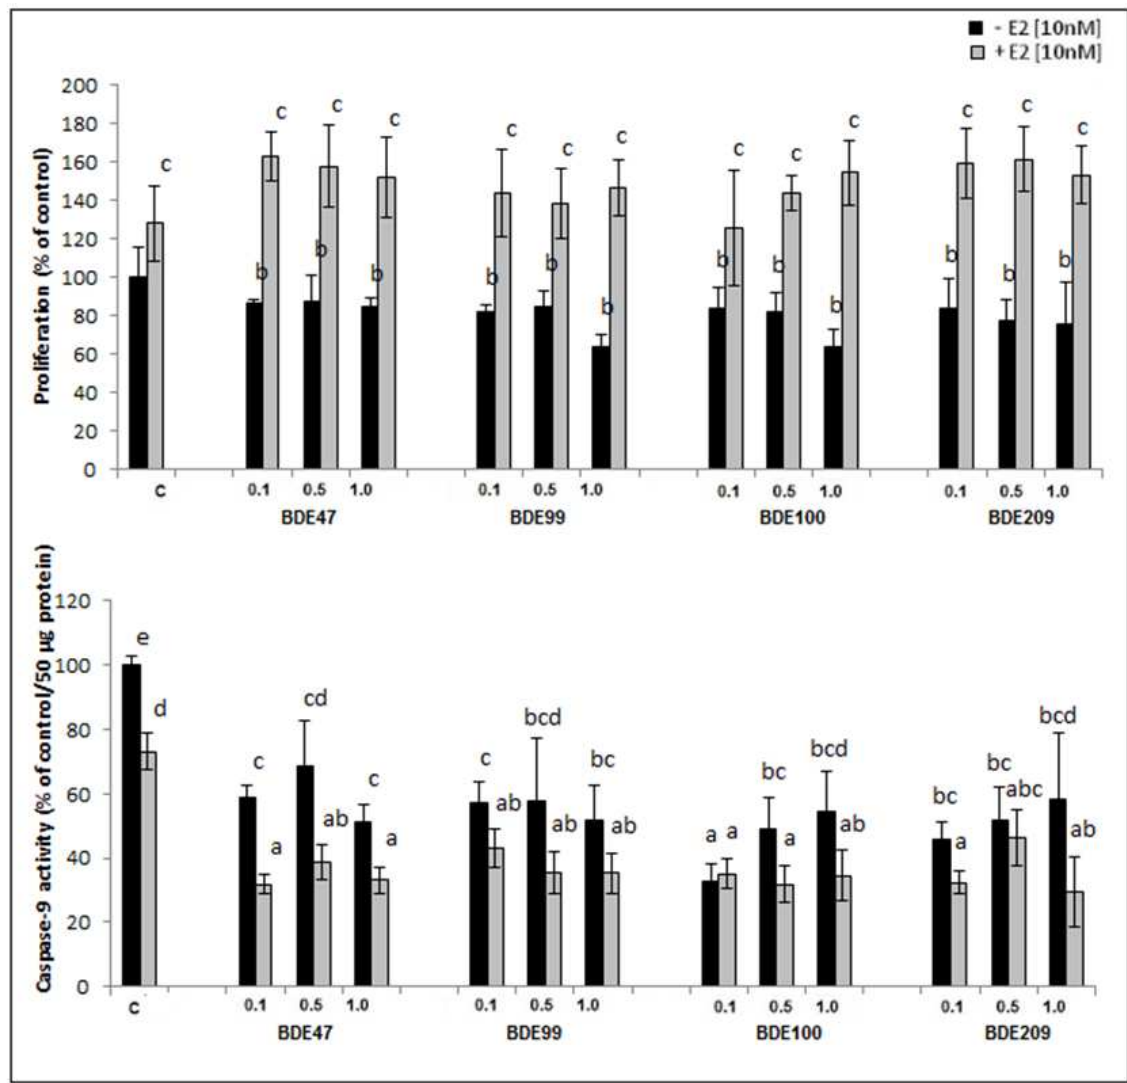 - E2 [10nM]
+ E2 [10nM]
Proliferation (% of control)
200
180
160
140
120
100
80
60
40
20
0
c
c c c
c c c
c c c
c c c
b b b
b b b
b b b
b b b
c 0.1 0.5 1.0 0.1 0.5 1.0 0.1 0.5 1.0 0.1 0.5 1.0
BDE47 BDE99 BDE100 BDE209
Caspase-9 activity (% of control/50 µg protein)
120
100
80
60
40
20
0
e d
c a cd ab c a
c ab bcd ab bc ab
a a bc a bcd ab
bc a bc abc bcd ab
c 0.1 0.5 1.0 0.1 0.5 1.0 0.1 0.5 1.0 0.1 0.5 1.0
BDE47 BDE99 BDE100 BDE209